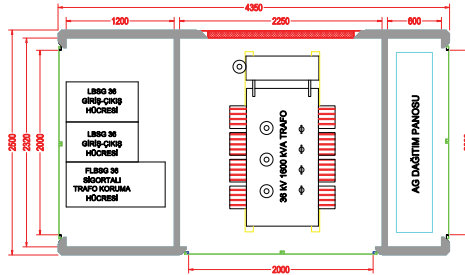 4350
1200
2250
600
2500
2320
2000
LBSG 36
GİRİŞ-ÇIKIŞ
HÜCRESİ
LBSG 36
GİRİŞ-ÇIKIŞ
HÜCRESİ
FLBSG 36
SİGORTALI
TRAFO KORUMA
HÜCRESİ
36 kV 1600 kVA TRAFO
AG DAĞITIM PANOSU
2000